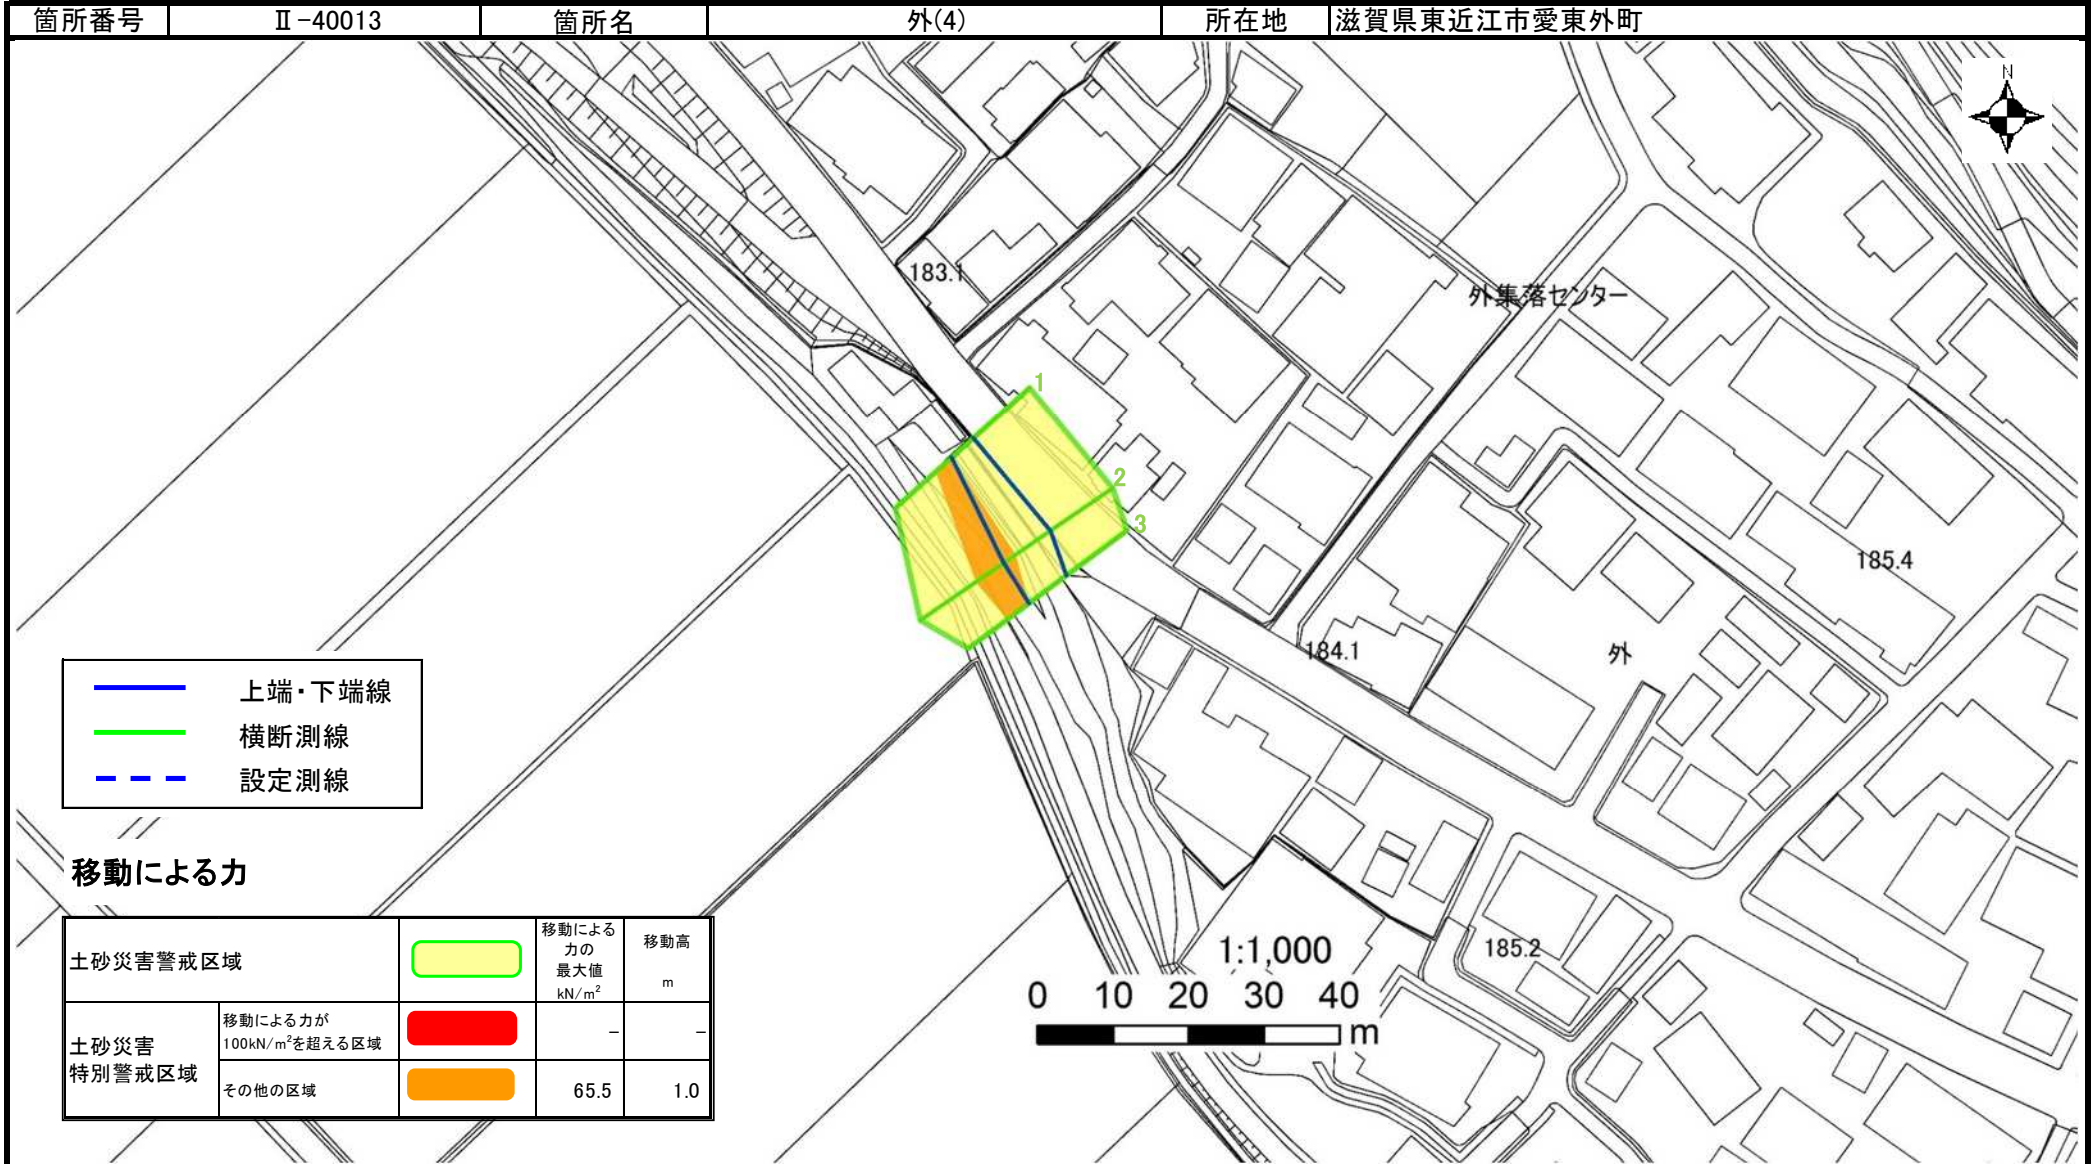 箇所番号 Ⅱ-40013 箇所名 外(4) 所在地 滋賀県東近江市愛東外町
N
183.1
外集落センター
1
2
3
185.4
184.1
外
上端・下端線
横断測線
設定測線
移動による力
185.2
1:1,000
0 10 20 30 40
m
土砂災害警戒区域
移動による
力の
最大値
kN/m²
移動高
m
土砂災害
特別警戒区域
移動による力が
100kN/m²を超える区域
－ －
その他の区域 65.5 1.0